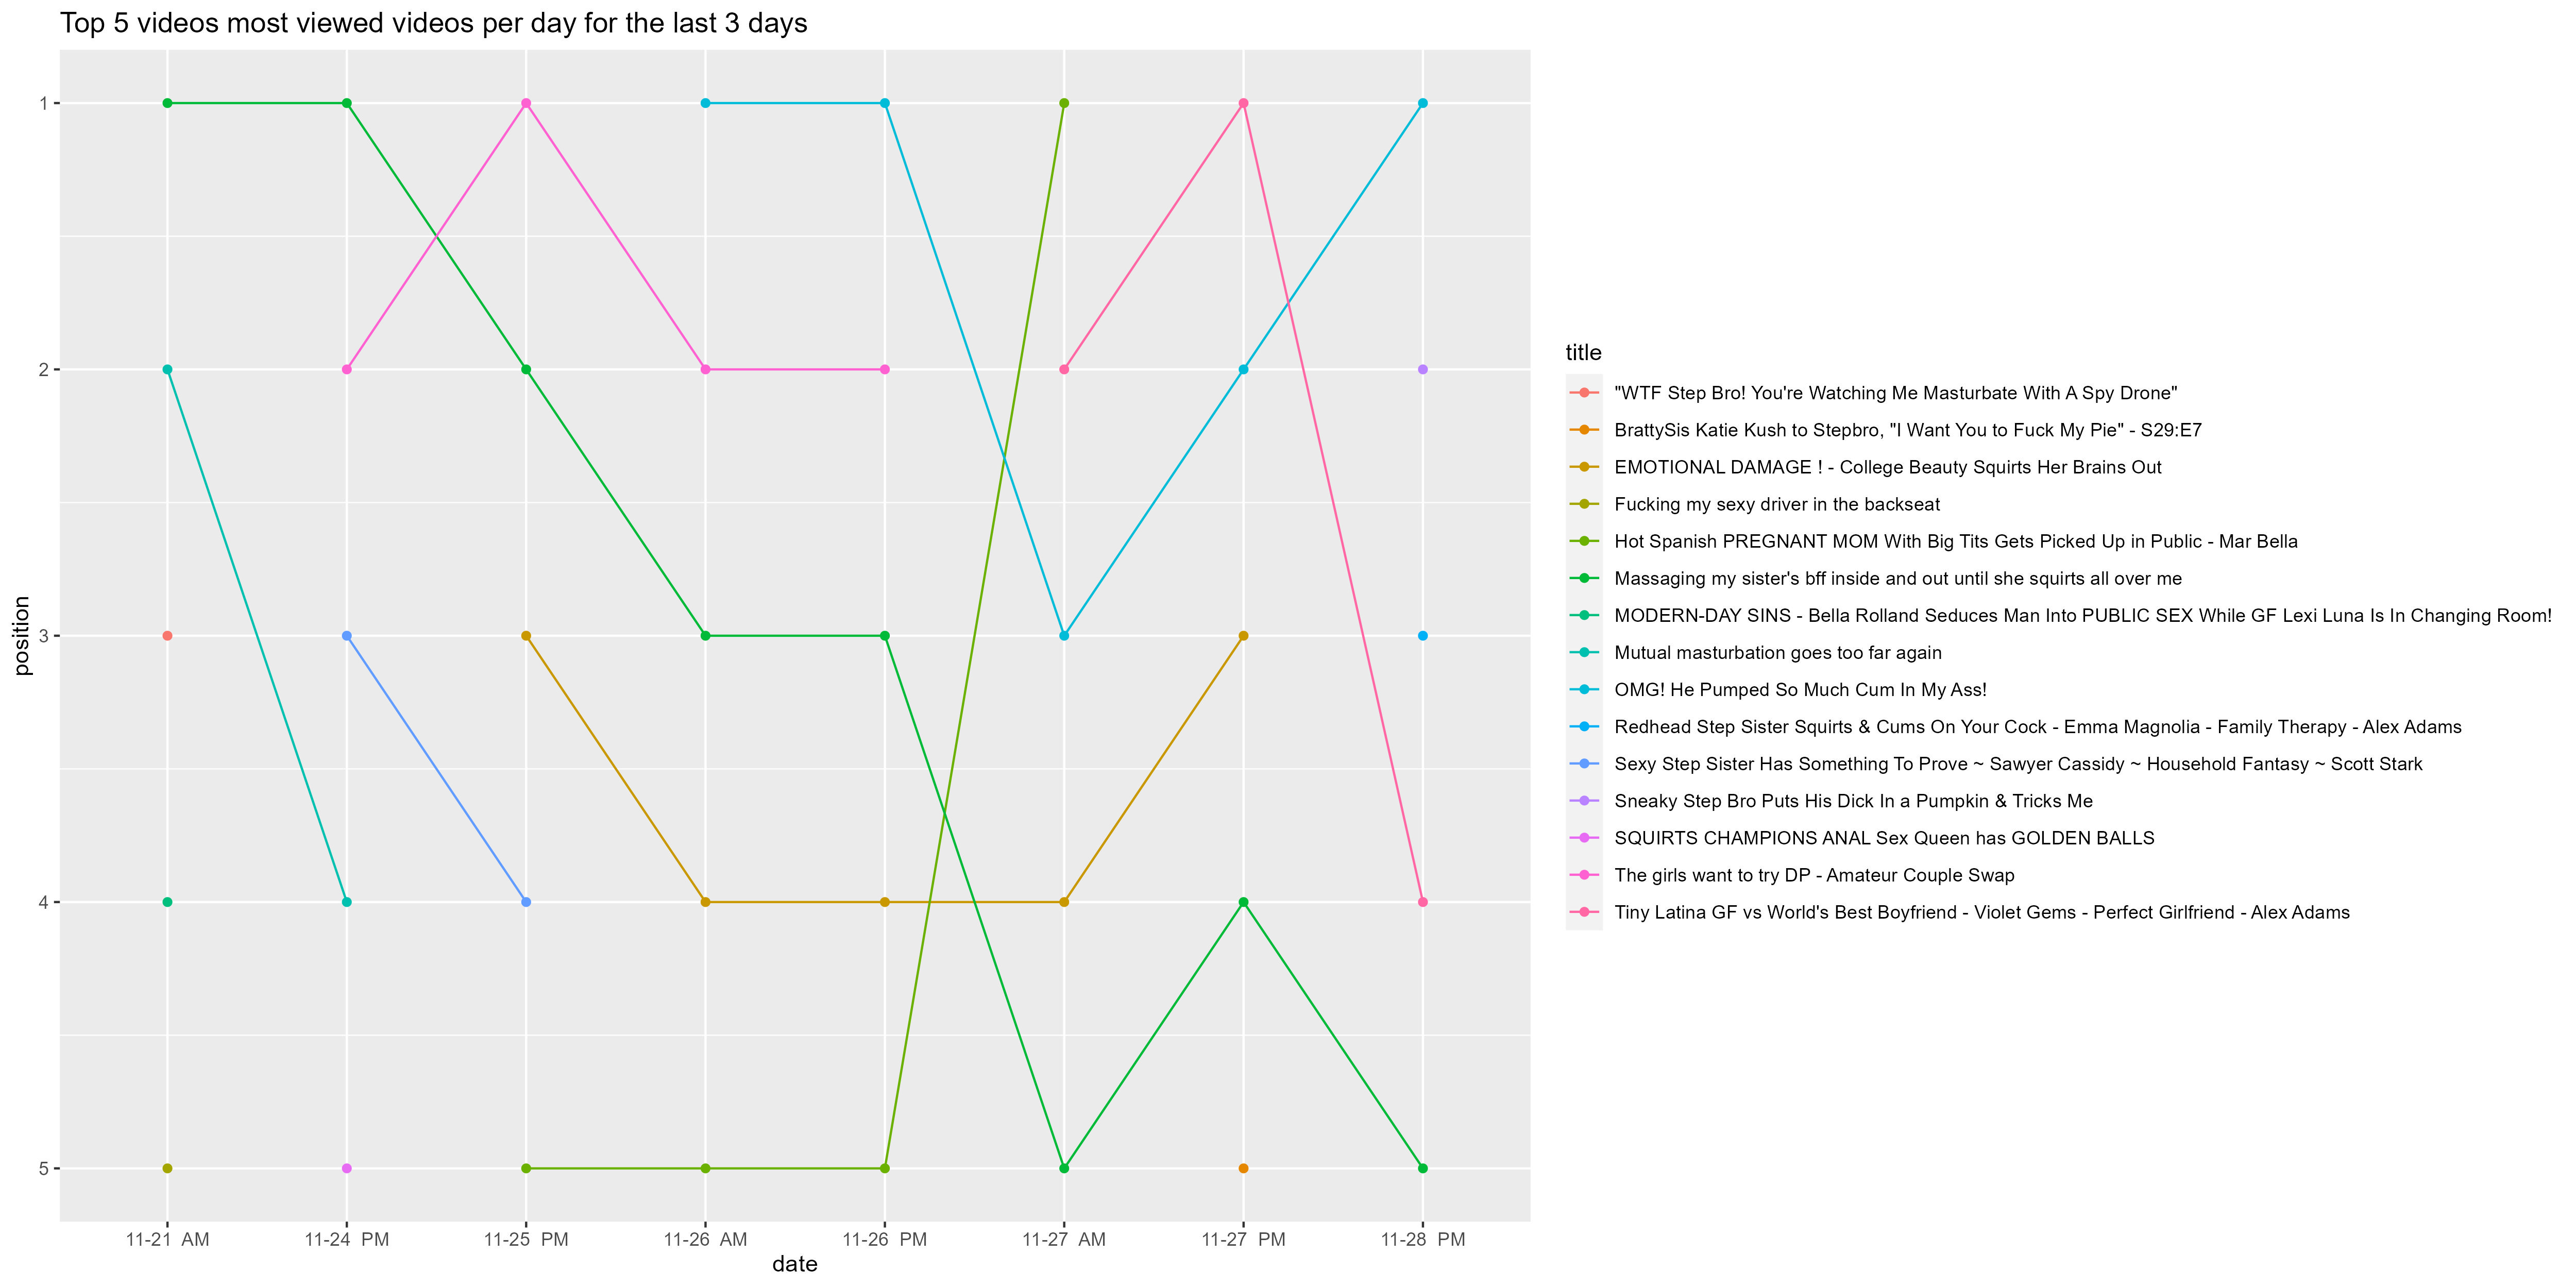 Top 5 videos most viewed videos per day for the last 3 days
position
1
2
3
4
5
11-21 AM
11-24 PM
11-25 PM
11-26 AM
11-26 PM
11-27 AM
11-27 PM
11-28 PM
date
title
"WTF Step Bro! You're Watching Me Masturbate With A Spy Drone"
BrattySis Katie Kush to Stepbro, "I Want You to Fuck My Pie" - S29:E7
EMOTIONAL DAMAGE ! - College Beauty Squirts Her Brains Out
Fucking my sexy driver in the backseat
Hot Spanish PREGNANT MOM With Big Tits Gets Picked Up in Public - Mar Bella
Massaging my sister's bff inside and out until she squirts all over me
MODERN-DAY SINS - Bella Rolland Seduces Man Into PUBLIC SEX While GF Lexi Luna Is In Changing Room!
Mutual masturbation goes too far again
OMG! He Pumped So Much Cum In My Ass!
Redhead Step Sister Squirts & Cums On Your Cock - Emma Magnolia - Family Therapy - Alex Adams
Sexy Step Sister Has Something To Prove ~ Sawyer Cassidy ~ Household Fantasy ~ Scott Stark
Sneaky Step Bro Puts His Dick In a Pumpkin & Tricks Me
SQUIRTS CHAMPIONS ANAL Sex Queen has GOLDEN BALLS
The girls want to try DP - Amateur Couple Swap
Tiny Latina GF vs World's Best Boyfriend - Violet Gems - Perfect Girlfriend - Alex Adams